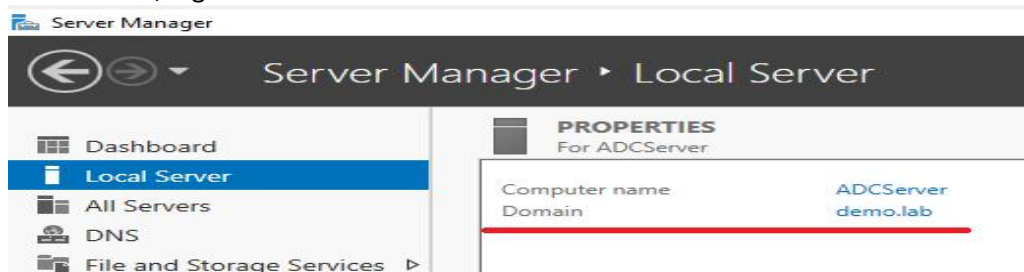 Server Manager
Server Manager ‣ Local Server
Dashboard
Local Server
All Servers
DNS
File and Storage Services
PROPERTIES
For ADCServer
Computer name ADCServer
Domain demo.lab